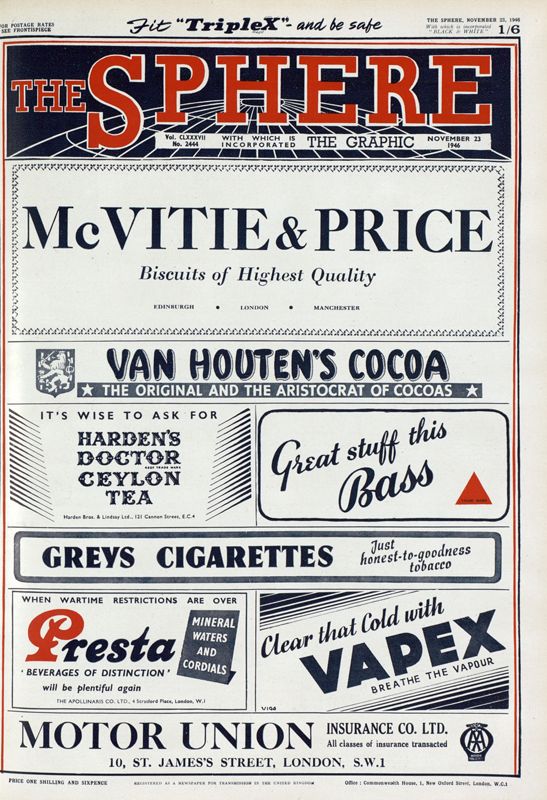 FOR POSTAGE RATES
SEE FRONTISPIECE
Fit "TripleX" - and be safe
THE SPHERE, NOVEMBER 23, 1946
With which is incorporated
"BLACK & WHITE"
1/6
THE SPHERE
Vol. CLXXXVII
No. 2444
WITH WHICH IS
INCORPORATED
THE GRAPHIC
NOVEMBER 23
1946
McVITIE & PRICE
Biscuits of Highest Quality
EDINBURGH • LONDON • MANCHESTER
VAN HOUTEN'S COCOA
★ THE ORIGINAL AND THE ARISTOCRAT OF COCOAS ★
IT'S WISE TO ASK FOR
HARDEN'S
DOCTOR
REGD TRADE MARK
CEYLON
TEA
Harden Bros. & Lindsay Ltd., 121 Cannon Street, E.C.4
Great stuff this
Bass
TRADE MARK
GREYS CIGARETTES
Just
honest-to-goodness
tobacco
WHEN WARTIME RESTRICTIONS ARE OVER
Presta
MINERAL
WATERS
AND
CORDIALS
'BEVERAGES OF DISTINCTION'
will be plentiful again
THE APOLLINARIS CO. LTD., 4 Stratford Place, London, W.1
Clear that Cold with
VAPEX
BREATHE THE VAPOUR
V194
MOTOR UNION
INSURANCE CO. LTD.
All classes of insurance transacted
10, ST. JAMES'S STREET, LONDON, S.W.1
PRICE ONE SHILLING AND SIXPENCE
REGISTERED AS A NEWSPAPER FOR TRANSMISSION IN THE UNITED KINGDOM
Office : Commonwealth House, 1, New Oxford Street, London, W.C.1